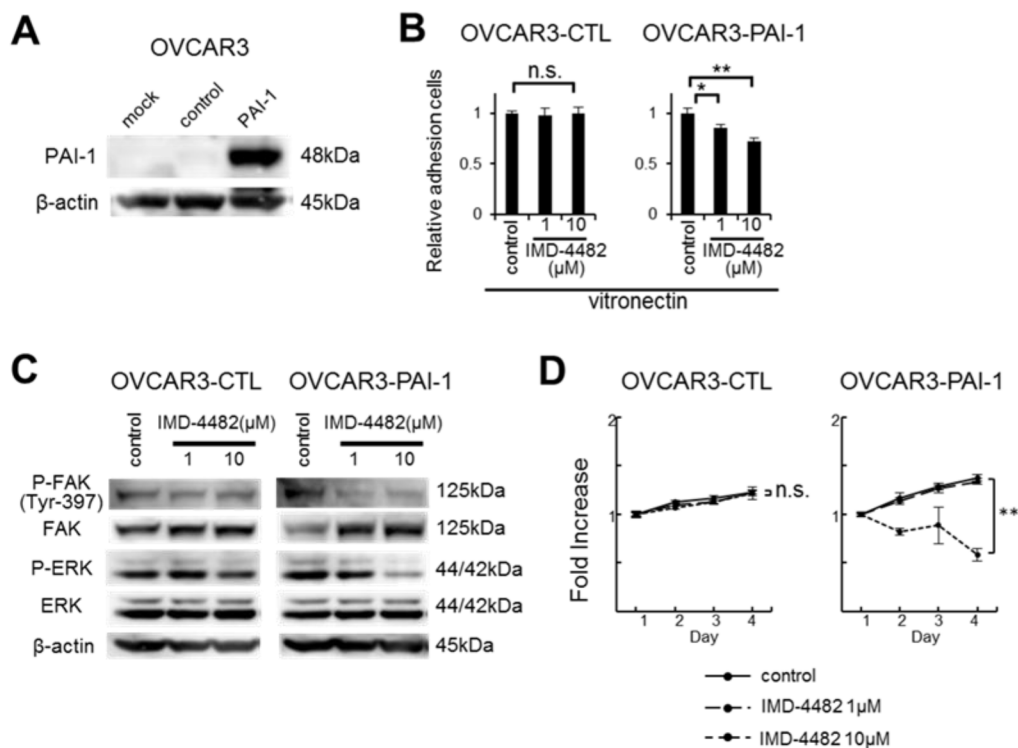 A
OVCAR3
mock control PAI-1
PAI-1 48kDa
β-actin 45kDa
B
OVCAR3-CTL OVCAR3-PAI-1
n.s.
**
*
Relative adhesion cells
1
0.5
0
1
0.5
0
control 1 10
IMD-4482
(μM)
control 1 10
IMD-4482
(μM)
vitronectin
C
OVCAR3-CTL OVCAR3-PAI-1
control IMD-4482(μM) control IMD-4482(μM)
1 10 1 10
P-FAK
(Tyr-397)
125kDa
FAK 125kDa
P-ERK 44/42kDa
ERK 44/42kDa
β-actin 45kDa
D
OVCAR3-CTL OVCAR3-PAI-1
Fold Increase
2
1
n.s.
1 2 3 4
Day
2
1
**
1 2 3 4
Day
control
IMD-4482 1μM
IMD-4482 10μM